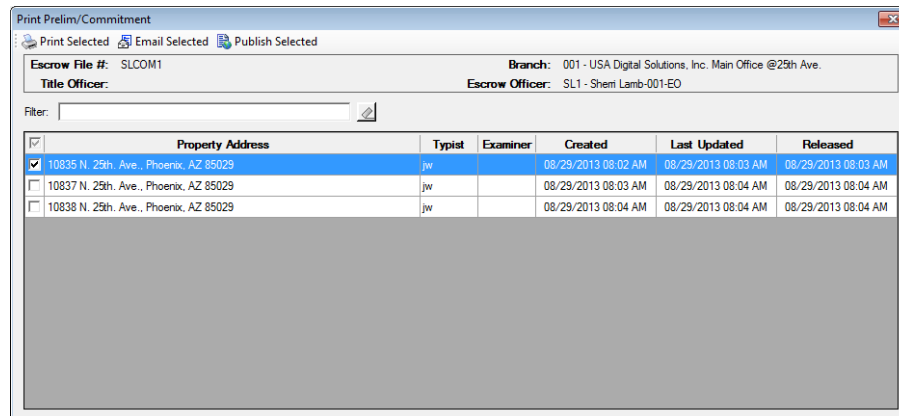 Print Prelim/Commitment
Print Selected Email Selected Publish Selected
Escrow File #: SLCOM1 Branch: 001 - USA Digital Solutions, Inc. Main Office @25th Ave.
Title Officer: Escrow Officer: SL1 - Sherri Lamb-001-EO
Filter:
Property Address Typist Examiner Created Last Updated Released
10835 N. 25th. Ave., Phoenix, AZ 85029 jw 08/29/2013 08:02 AM 08/29/2013 08:03 AM 08/29/2013 08:03 AM
10837 N. 25th. Ave., Phoenix, AZ 85029 jw 08/29/2013 08:03 AM 08/29/2013 08:04 AM 08/29/2013 08:04 AM
10838 N. 25th. Ave., Phoenix, AZ 85029 jw 08/29/2013 08:04 AM 08/29/2013 08:04 AM 08/29/2013 08:04 AM